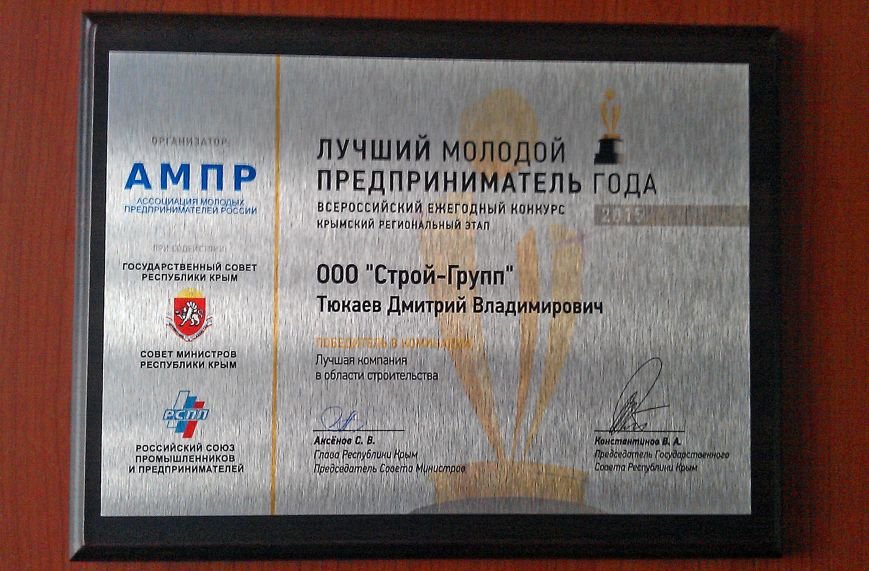 ОРГАНИЗАТОР:
АМПР
АССОЦИАЦИЯ МОЛОДЫХ
ПРЕДПРИНИМАТЕЛЕЙ РОССИИ
ПРИ СОДЕЙСТВИИ:
ГОСУДАРСТВЕННЫЙ СОВЕТ
РЕСПУБЛИКИ КРЫМ
СОВЕТ МИНИСТРОВ
РЕСПУБЛИКИ КРЫМ
РСПП
РОССИЙСКИЙ СОЮЗ
ПРОМЫШЛЕННИКОВ
И ПРЕДПРИНИМАТЕЛЕЙ
ЛУЧШИЙ МОЛОДОЙ
ПРЕДПРИНИМАТЕЛЬ ГОДА
ВСЕРОССИЙСКИЙ ЕЖЕГОДНЫЙ КОНКУРС
2015
КРЫМСКИЙ РЕГИОНАЛЬНЫЙ ЭТАП
ООО "Строй-Групп"
Тюкаев Дмитрий Владимирович
ПОБЕДИТЕЛЬ В НОМИНАЦИИ
Лучшая компания
в области строительства
Аксёнов С. В.
Глава Республики Крым
Председатель Совета Министров
Константинов В. А.
Председатель Государственного
Совета Республики Крым